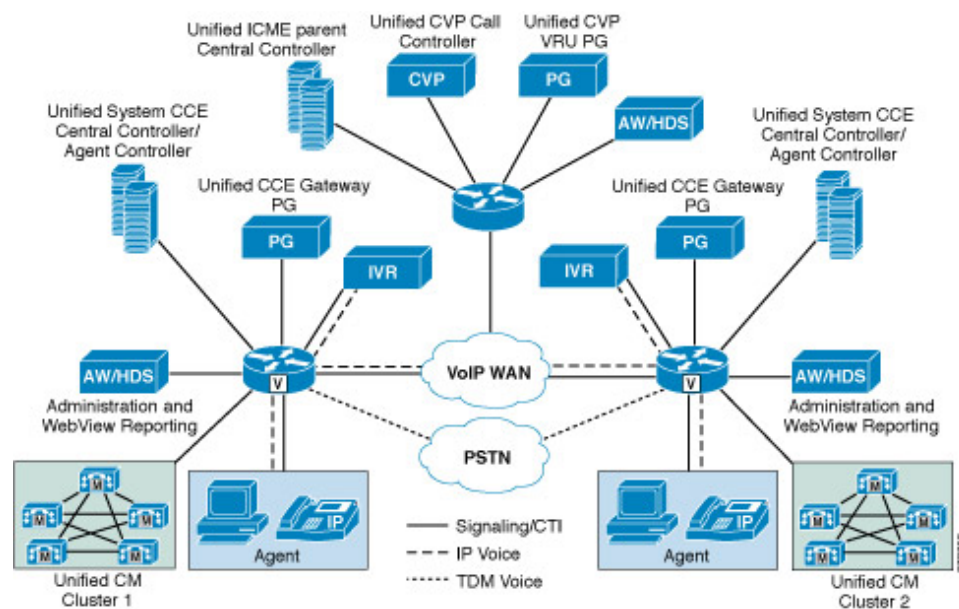 Unified ICME parent
Central Controller
Unified CVP Call
Controller
Unified CVP
VRU PG
CVP
PG
AW/HDS
Unified System CCE
Central Controller/
Agent Controller
Unified System CCE
Central Controller/
Agent Controller
Unified CCE Gateway
PG
PG
IVR
Unified CCE Gateway
PG
PG
IVR
VoIP WAN
V
V
AW/HDS
Administration and
WebView Reporting
AW/HDS
Administration and
WebView Reporting
PSTN
M
M
M
M
M
Unified CM
Cluster 1
IP
Agent
Signaling/CTI
IP Voice
TDM Voice
IP
Agent
M
M
M
M
M
Unified CM
Cluster 2